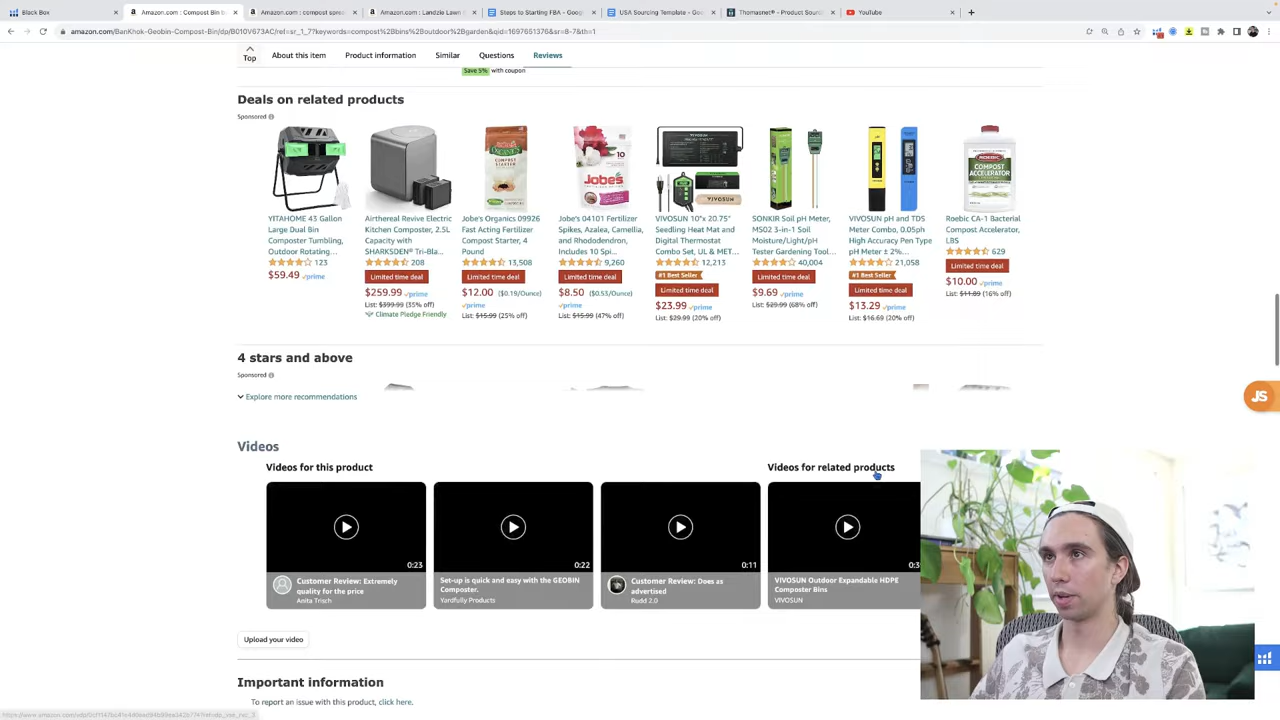 Black Box
Amazon.com : Compost Bin b
Amazon.com : compost sprea
Amazon.com : Landzie Lawn
Steps to Starting FBA - Goog
USA Sourcing Template - Goo
Thomasnet® - Product Sourc
YouTube
amazon.com/BanKhok-Geobin-Compost-Bin/dp/B010V673AC/ref=sr_1_7?keywords=compost%2Bbins%2Boutdoor%2Bgarden&qid=1697651376&sr=8-7&th=1
Top
About this item
Product information
Similar
Questions
Reviews
Save 5% with coupon
Deals on related products
Sponsored
YITAHOME 43 Gallon
Large Dual Bin
Composter Tumbling,
Outdoor Rotating...
123
$59.49 prime
Airthereal Revive Electric
Kitchen Composter, 2.5L
Capacity with
SHARKSDEN® Tri-Bla...
208
Limited time deal
$259.99 prime
List: $399.99 (35% off)
Climate Pledge Friendly
Jobe's Organics 09926
Fast Acting Fertilizer
Compost Starter, 4
Pound
13,508
Limited time deal
$12.00 ($0.19/Ounce)
prime
List: $15.99 (25% off)
Jobe's 04101 Fertilizer
Spikes, Azalea, Camellia,
and Rhododendron,
Includes 10 Spi...
9,260
Limited time deal
$8.50 ($0.53/Ounce)
prime
List: $15.99 (47% off)
VIVOSUN 10"x 20.75"
Seedling Heat Mat and
Digital Thermostat
Combo Set, UL & MET...
12,213
#1 Best Seller
Limited time deal
$23.99 prime
List: $29.99 (20% off)
SONKIR Soil pH Meter,
MS02 3-in-1 Soil
Moisture/Light/pH
Tester Gardening Tool...
40,004
Limited time deal
$9.69 prime
List: $29.99 (68% off)
VIVOSUN pH and TDS
Meter Combo, 0.05ph
High Accuracy Pen Type
pH Meter ± 2%...
21,058
#1 Best Seller
Limited time deal
$13.29 prime
List: $16.69 (20% off)
Roebic CA-1 Bacterial
Compost Accelerator,
LBS
629
Limited time deal
$10.00 prime
List: $11.89 (16% off)
4 stars and above
Sponsored
Explore more recommendations
JS
Videos
Videos for this product
Videos for related products
0:23
Customer Review: Extremely
quality for the price
Anita Trisch
0:22
Set-up is quick and easy with the GEOBIN
Composter.
Yardfully Products
0:11
Customer Review: Does as
advertised
Rudd 2.0
0:3
VIVOSUN Outdoor Expandable HDPE
Composter Bins
VIVOSUN
Upload your video
Important information
To report an issue with this product, click here.